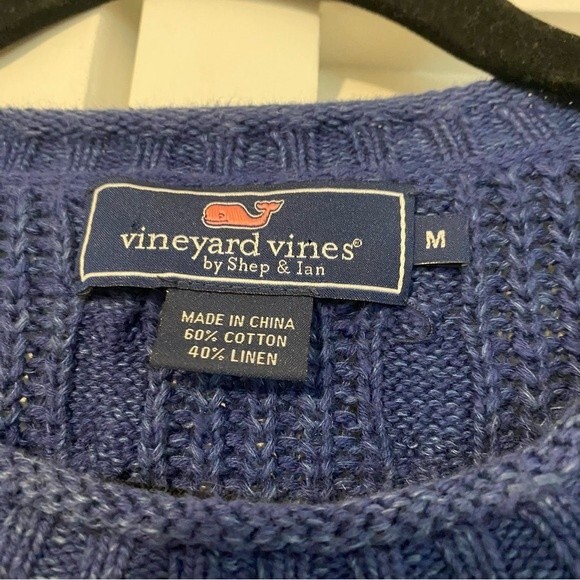 vineyard vines®
by Shep & Ian
M
MADE IN CHINA
60% COTTON
40% LINEN